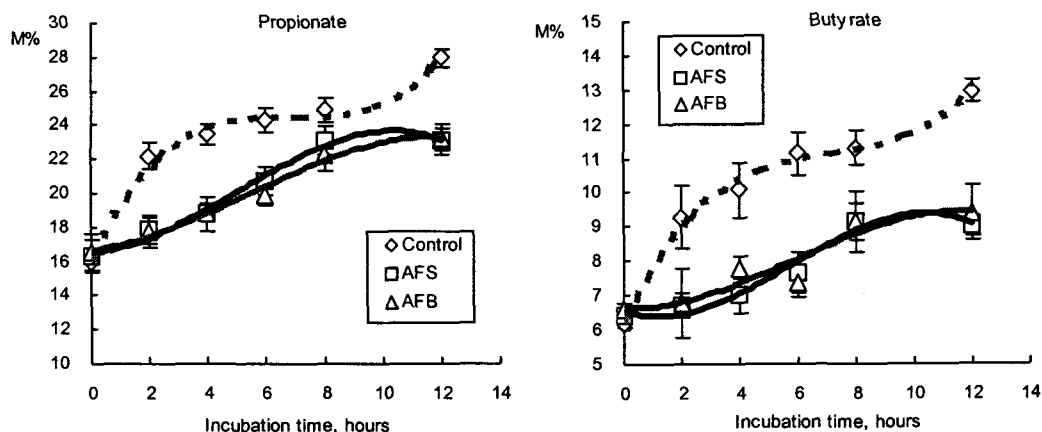 Propionate
M%
30
28
26
24
22
20
18
16
14
12
10
0 2 4 6 8 10 12 14
Incubation time, hours
Control
AFS
AFB
Butyrate
M%
15
14
13
12
11
10
9
8
7
6
5
0 2 4 6 8 10 12 14
Incubation time, hours
Control
AFS
AFB